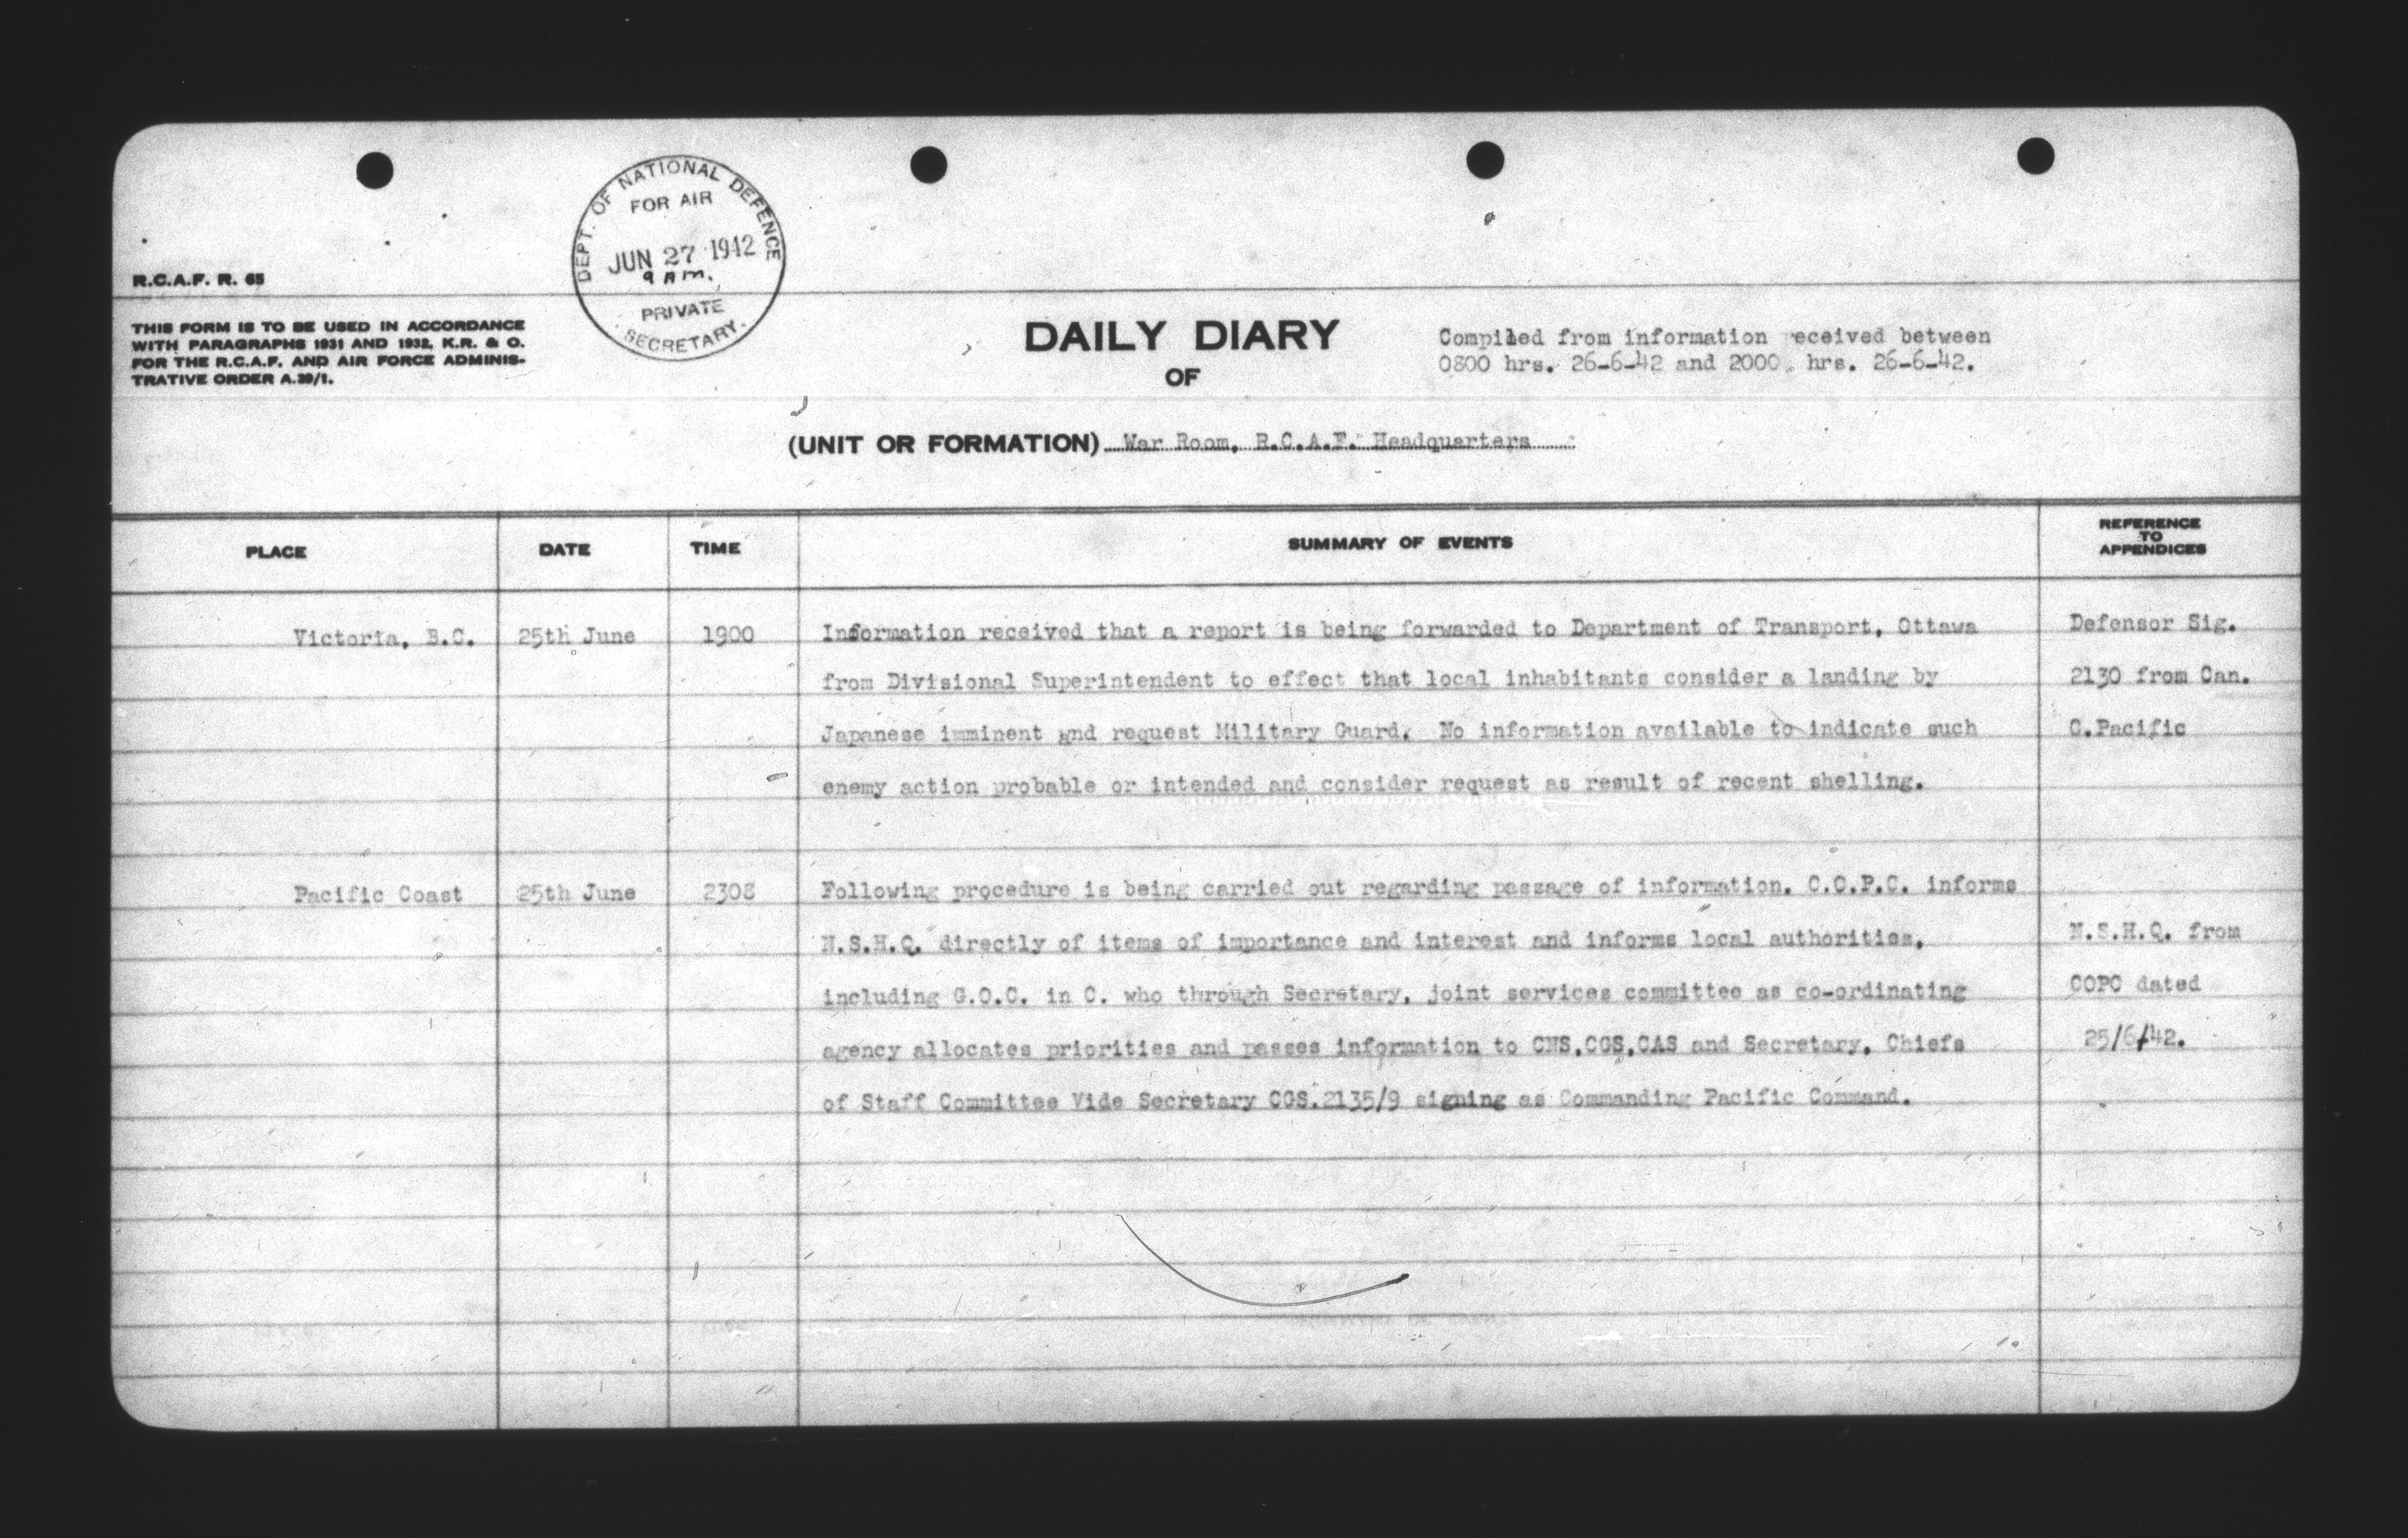 DEPT. OF NATIONAL DEFENCE
FOR AIR
JUN 27 1942
9 AM.
PRIVATE
SECRETARY.
R.C.A.F. R. 65
THIS FORM IS TO BE USED IN ACCORDANCE
WITH PARAGRAPHS 1931 AND 1932, K.R. & O.
FOR THE R.C.A.F. AND AIR FORCE ADMINIS-
TRATIVE ORDER A.39/1.
DAILY DIARY
OF
Compiled from information received between
0800 hrs. 26-6-42 and 2000 hrs. 26-6-42.
(UNIT OR FORMATION) War Room, R.C.A.F. Headquarters
PLACE DATE TIME SUMMARY OF EVENTS REFERENCE TO APPENDICES
Victoria, B.C. 25th June 1900 Information received that a report is being forwarded to Department of Transport, Ottawa Defensor Sig.
from Divisional Superintendent to effect that local inhabitants consider a landing by 2130 from Can.
Japanese imminent and request Military Guard. No information available to indicate such C.Pacific
enemy action probable or intended and consider request as result of recent shelling.
Pacific Coast 25th June 2308 Following procedure is being carried out regarding passage of information. C.O.P.C. informs
N.S.H.Q. directly of items of importance and interest and informs local authorities, N.S.H.Q. from
including G.O.C. in C. who through Secretary, joint services committee as co-ordinating COPC dated
agency allocates priorities and passes information to CNS,CGS,CAS and Secretary, Chiefs 25/6/42.
of Staff Committee Vide Secretary CGS.2135/9 signing as Commanding Pacific Command.